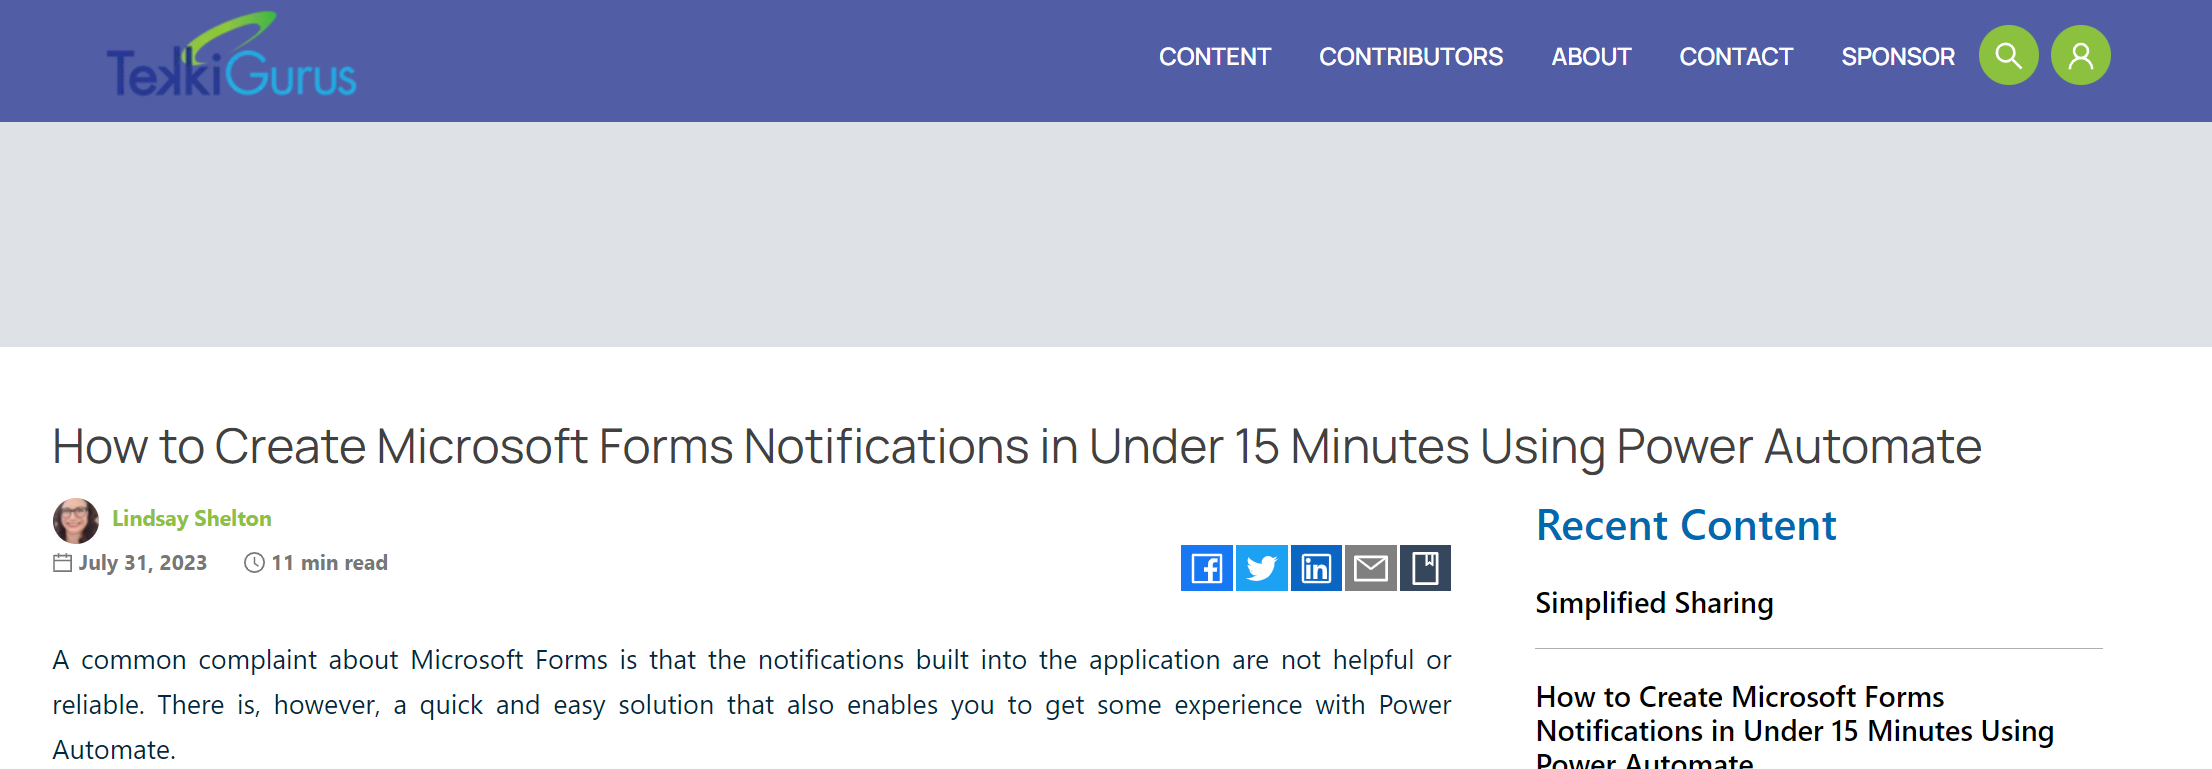 TekkiGurus
CONTENT CONTRIBUTORS ABOUT CONTACT SPONSOR
How to Create Microsoft Forms Notifications in Under 15 Minutes Using Power Automate
Lindsay Shelton
July 31, 2023 11 min read
A common complaint about Microsoft Forms is that the notifications built into the application are not helpful or
reliable. There is, however, a quick and easy solution that also enables you to get some experience with Power
Automate.
Recent Content
Simplified Sharing
How to Create Microsoft Forms
Notifications in Under 15 Minutes Using
Power Automate